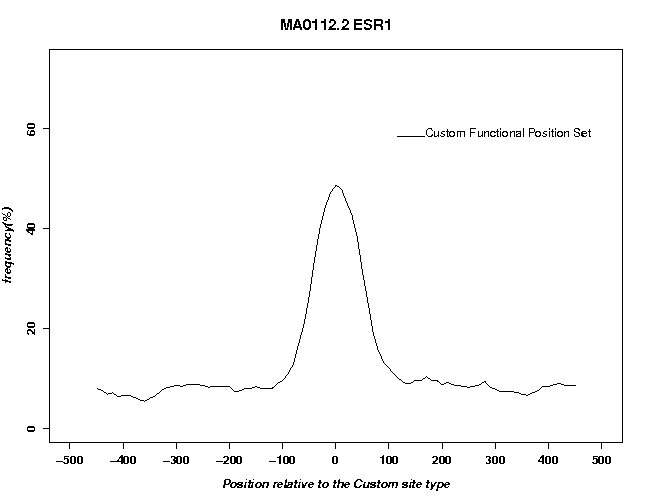 MA0112.2 ESR1
60
Custom Functional Position Set
40
frequency(%)
20
0
−500 −400 −300 −200 −100 0 100 200 300 400 500
Position relative to the Custom site type